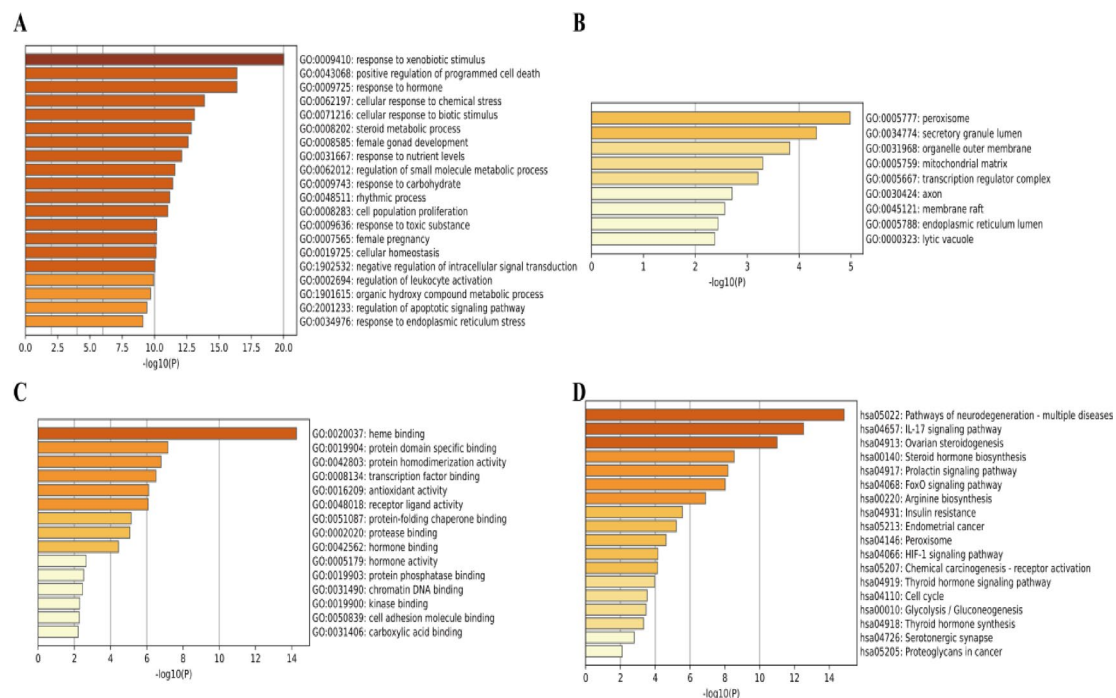 A
GO:0009410: response to xenobiotic stimulus
GO:0043068: positive regulation of programmed cell death
GO:0009725: response to hormone
GO:0062197: cellular response to chemical stress
GO:0071216: cellular response to biotic stimulus
GO:0008202: steroid metabolic process
GO:0008585: female gonad development
GO:0031667: response to nutrient levels
GO:0062012: regulation of small molecule metabolic process
GO:0009743: response to carbohydrate
GO:0048511: rhythmic process
GO:0008283: cell population proliferation
GO:0009636: response to toxic substance
GO:0007565: female pregnancy
GO:0019725: cellular homeostasis
GO:1902532: negative regulation of intracellular signal transduction
GO:0002694: regulation of leukocyte activation
GO:1901615: organic hydroxy compound metabolic process
GO:2001233: regulation of apoptotic signaling pathway
GO:0034976: response to endoplasmic reticulum stress
0.0 2.5 5.0 7.5 10.0 12.5 15.0 17.5 20.0
-log10(P)
B
GO:0005777: peroxisome
GO:0034774: secretory granule lumen
GO:0031968: organelle outer membrane
GO:0005759: mitochondrial matrix
GO:0005667: transcription regulator complex
GO:0030424: axon
GO:0045121: membrane raft
GO:0005788: endoplasmic reticulum lumen
GO:0000323: lytic vacuole
0 1 2 3 4 5
-log10(P)
C
GO:0020037: heme binding
GO:0019904: protein domain specific binding
GO:0042803: protein homodimerization activity
GO:0008134: transcription factor binding
GO:0016209: antioxidant activity
GO:0048018: receptor ligand activity
GO:0051087: protein-folding chaperone binding
GO:0002020: protease binding
GO:0042562: hormone binding
GO:0005179: hormone activity
GO:0019903: protein phosphatase binding
GO:0031490: chromatin DNA binding
GO:0019900: kinase binding
GO:0050839: cell adhesion molecule binding
GO:0031406: carboxylic acid binding
0 2 4 6 8 10 12 14
-log10(P)
D
hsa05022: Pathways of neurodegeneration - multiple diseases
hsa04657: IL-17 signaling pathway
hsa04913: Ovarian steroidogenesis
hsa00140: Steroid hormone biosynthesis
hsa04917: Prolactin signaling pathway
hsa04068: FoxO signaling pathway
hsa00220: Arginine biosynthesis
hsa04931: Insulin resistance
hsa05213: Endometrial cancer
hsa04146: Peroxisome
hsa04066: HIF-1 signaling pathway
hsa05207: Chemical carcinogenesis - receptor activation
hsa04919: Thyroid hormone signaling pathway
hsa04110: Cell cycle
hsa00010: Glycolysis / Gluconeogenesis
hsa04918: Thyroid hormone synthesis
hsa04726: Serotonergic synapse
hsa05205: Proteoglycans in cancer
0 2 4 6 8 10 12 14
-log10(P)